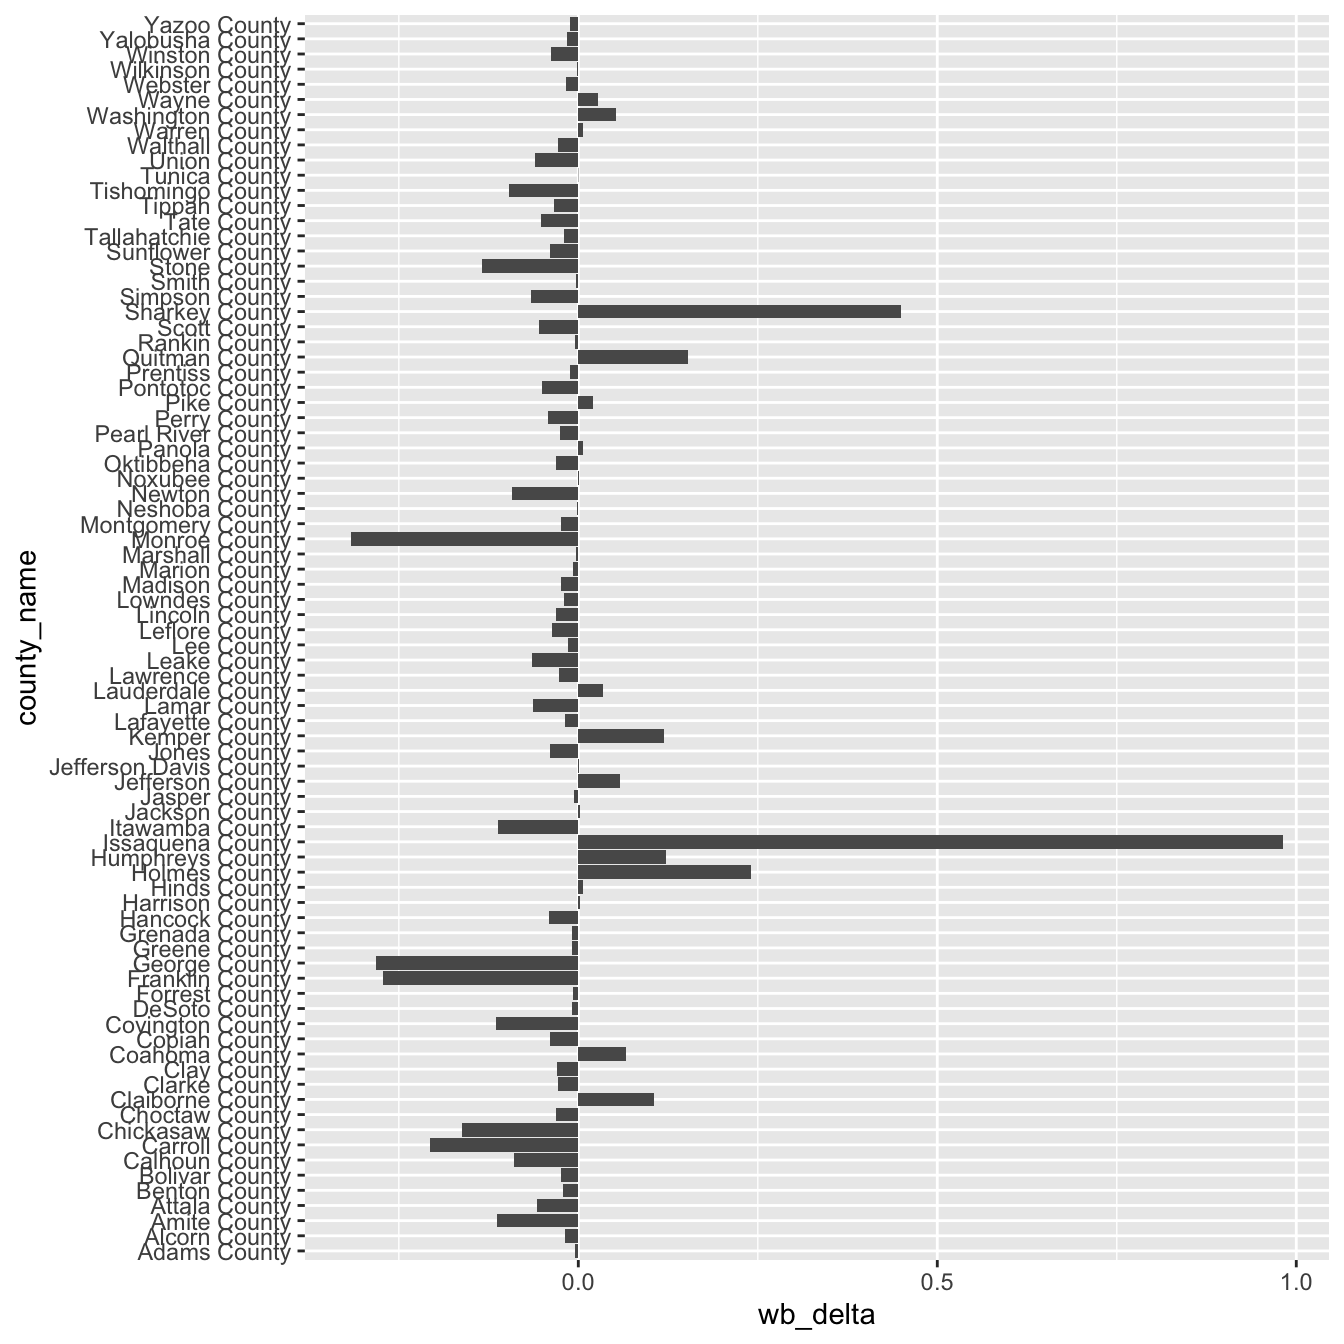 Yazoo County
Yalobusha County
Winston County
Wilkinson County
Webster County
Wayne County
Washington County
Warren County
Walthall County
Union County
Tunica County
Tishomingo County
Tippah County
Tate County
Tallahatchie County
Sunflower County
Stone County
Smith County
Simpson County
Sharkey County
Scott County
Rankin County
Quitman County
Prentiss County
Pontotoc County
Pike County
Perry County
Pearl River County
Panola County
Oktibbeha County
Noxubee County
Newton County
Neshoba County
Montgomery County
Monroe County
Marshall County
Marion County
Madison County
Lowndes County
Lincoln County
Leflore County
Lee County
Leake County
Lawrence County
Lauderdale County
Lamar County
Lafayette County
Kemper County
Jones County
Jefferson Davis County
Jefferson County
Jasper County
Jackson County
Itawamba County
Issaquena County
Humphreys County
Holmes County
Hinds County
Harrison County
Hancock County
Grenada County
Greene County
George County
Franklin County
Forrest County
DeSoto County
Covington County
Copiah County
Coahoma County
Clay County
Clarke County
Claiborne County
Choctaw County
Chickasaw County
Carroll County
Calhoun County
Bolivar County
Benton County
Attala County
Amite County
Alcorn County
Adams County
county_name
0.0 0.5 1.0
wb_delta